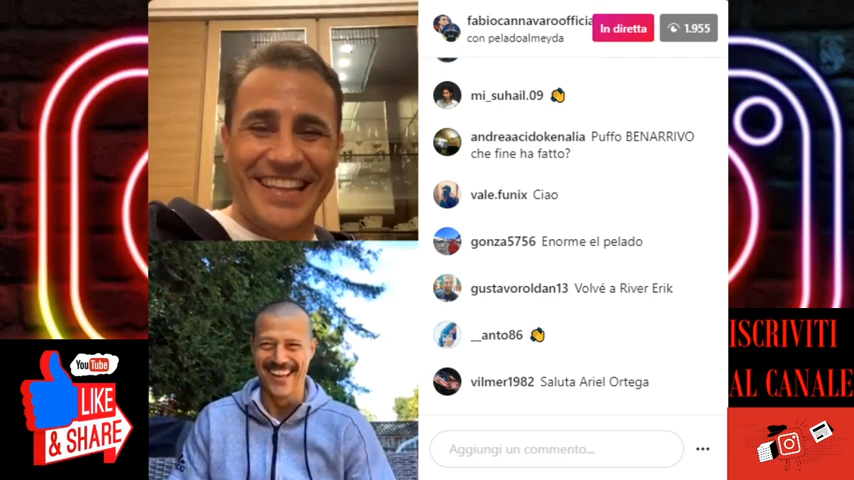 fabiocannavaroofficia
con peladoalmeyda
In diretta
1.955
mi_suhail.09 👏
andreaacidokenalia Puffo BENARRIVO
che fine ha fatto?
vale.funix Ciao
gonza5756 Enorme el pelado
gustavoroldan13 Volvé a River Erik
__anto86 👏
vilmer1982 Saluta Ariel Ortega
Aggiungi un commento...
YouTube
LIKE
& SHARE
ISCRIVITI
AL CANALE